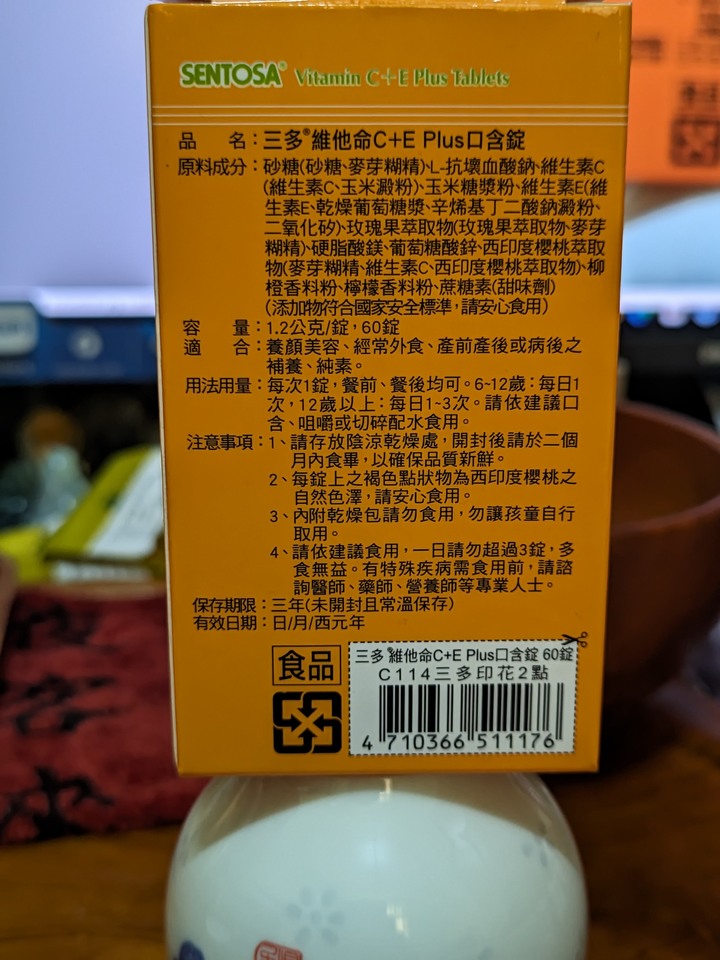 SENTOSA® Vitamin C+E Plus Tablets
品　　名：三多®維他命C+E Plus口含錠
原料成分：砂糖(砂糖、麥芽糊精)、L-抗壞血酸鈉、維生素C
(維生素C、玉米澱粉)、玉米糖漿粉、維生素E(維
生素E、乾燥葡萄糖漿、辛烯基丁二酸鈉澱粉、
二氧化矽)、玫瑰果萃取物(玫瑰果萃取物、麥芽
糊精)、硬脂酸鎂、葡萄糖酸鋅、西印度櫻桃萃取
物(麥芽糊精、維生素C、西印度櫻桃萃取物)、柳
橙香料粉、檸檬香料粉、蔗糖素(甜味劑)
(添加物符合國家安全標準，請安心食用)
容　　量：1.2公克/錠，60錠
適　　合：養顏美容、經常外食、產前產後或病後之
補養、純素。
用法用量：每次1錠，餐前、餐後均可。6~12歲：每日1
次，12歲以上：每日1~3次。請依建議口
含、咀嚼或切碎配水食用。
注意事項：1、請存放陰涼乾燥處，開封後請於二個
月內食畢，以確保品質新鮮。
2、每錠上之褐色點狀物為西印度櫻桃之
自然色澤，請安心食用。
3、內附乾燥包請勿食用，勿讓孩童自行
取用。
4、請依建議食用，一日請勿超過3錠，多
食無益。有特殊疾病需食用前，請諮
詢醫師、藥師、營養師等專業人士。
保存期限：三年(未開封且常溫保存)
有效日期：日/月/西元年
食品
三多®維他命C+E Plus口含錠 60錠
C114三多印花2點
4 710366 511176